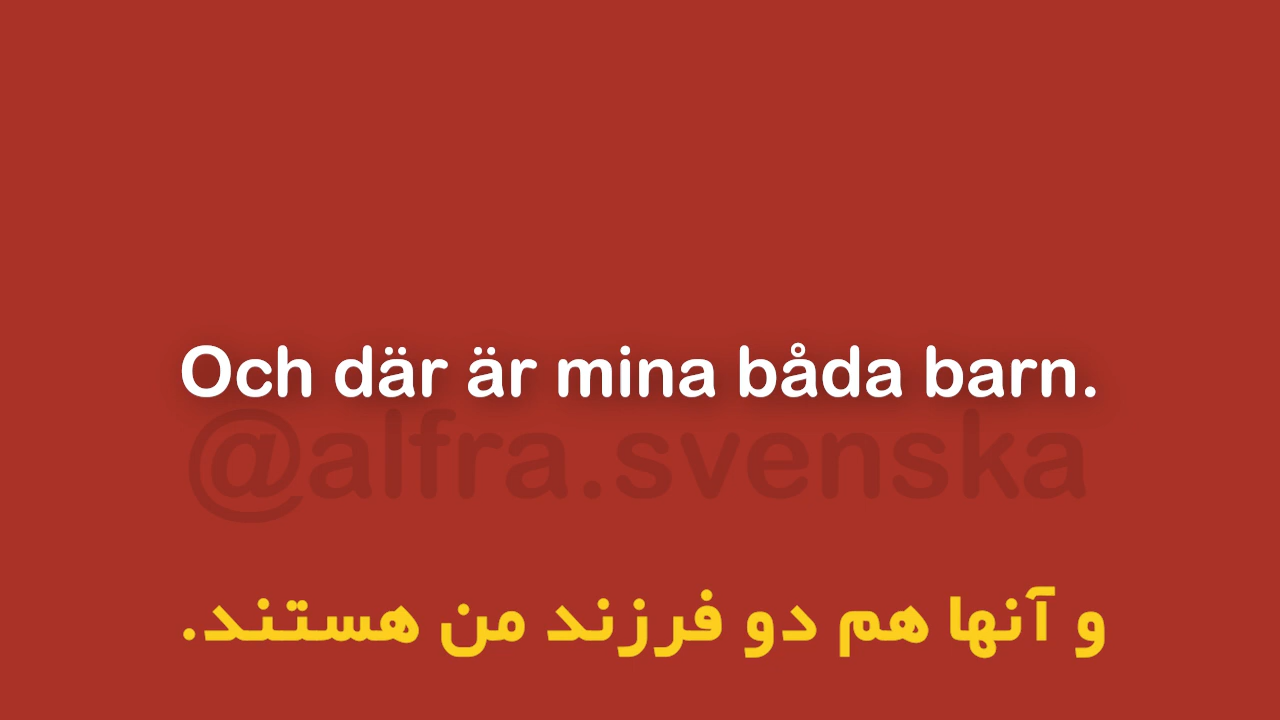 Och där är mina båda barn.
@alfra.svenska
و آنها هم دو فرزند من هستند.